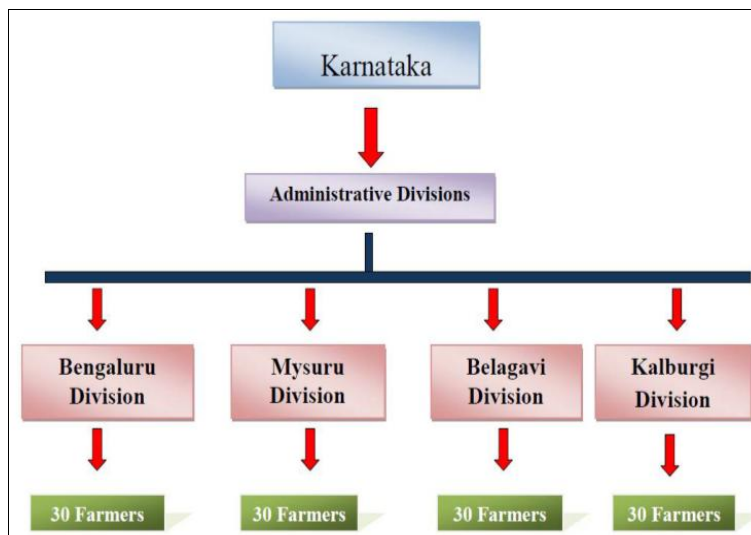 Karnataka
Administrative Divisions
Bengaluru
Division
Mysuru
Division
Belagavi
Division
Kalburgi
Division
30 Farmers
30 Farmers
30 Farmers
30 Farmers